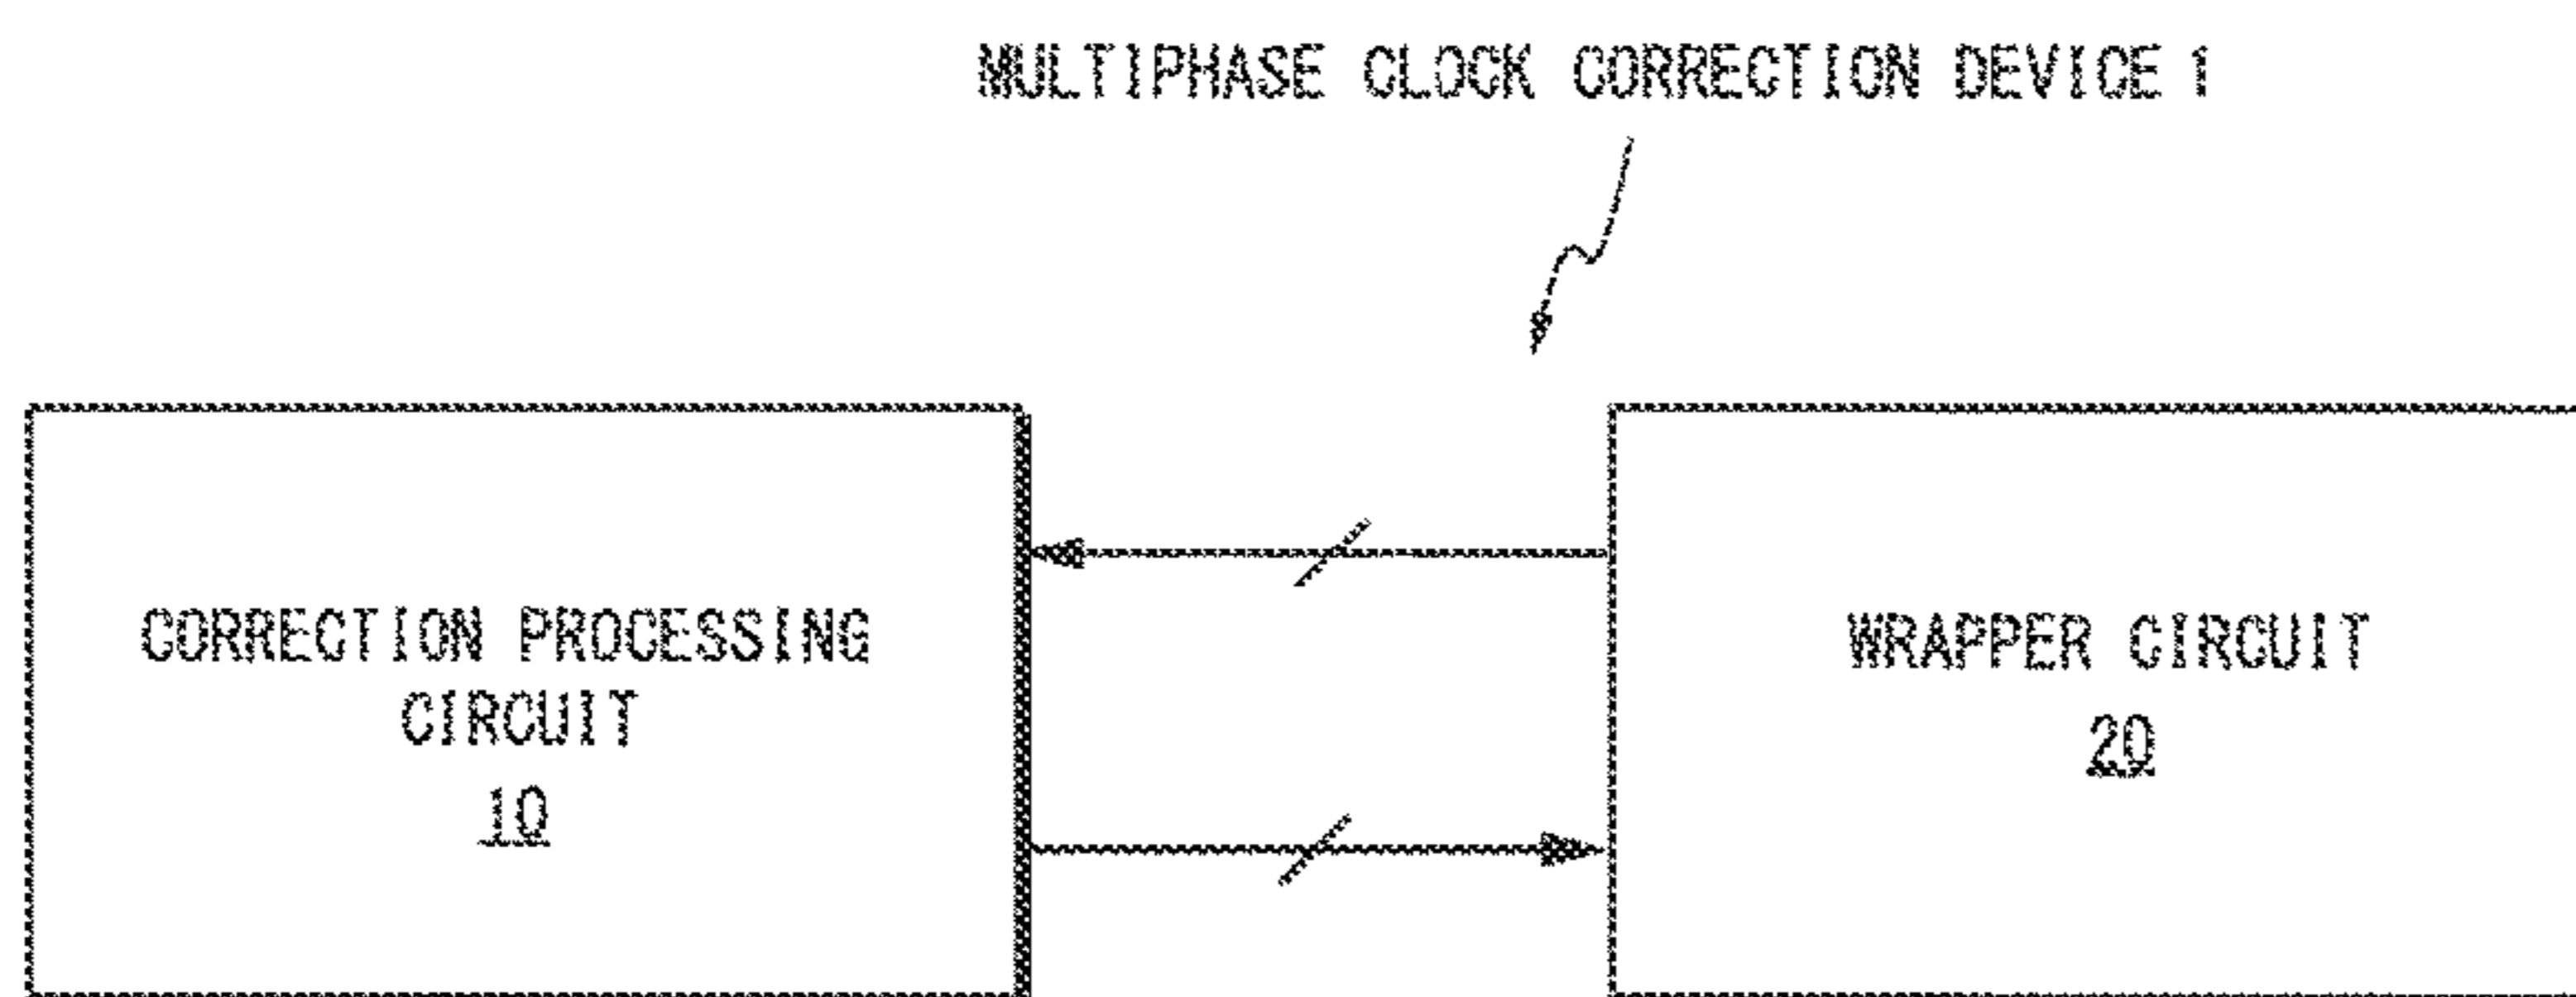 MULTIPHASE CLOCK CORRECTION DEVICE 1
CORRECTION PROCESSING
CIRCUIT
10
WRAPPER CIRCUIT
20